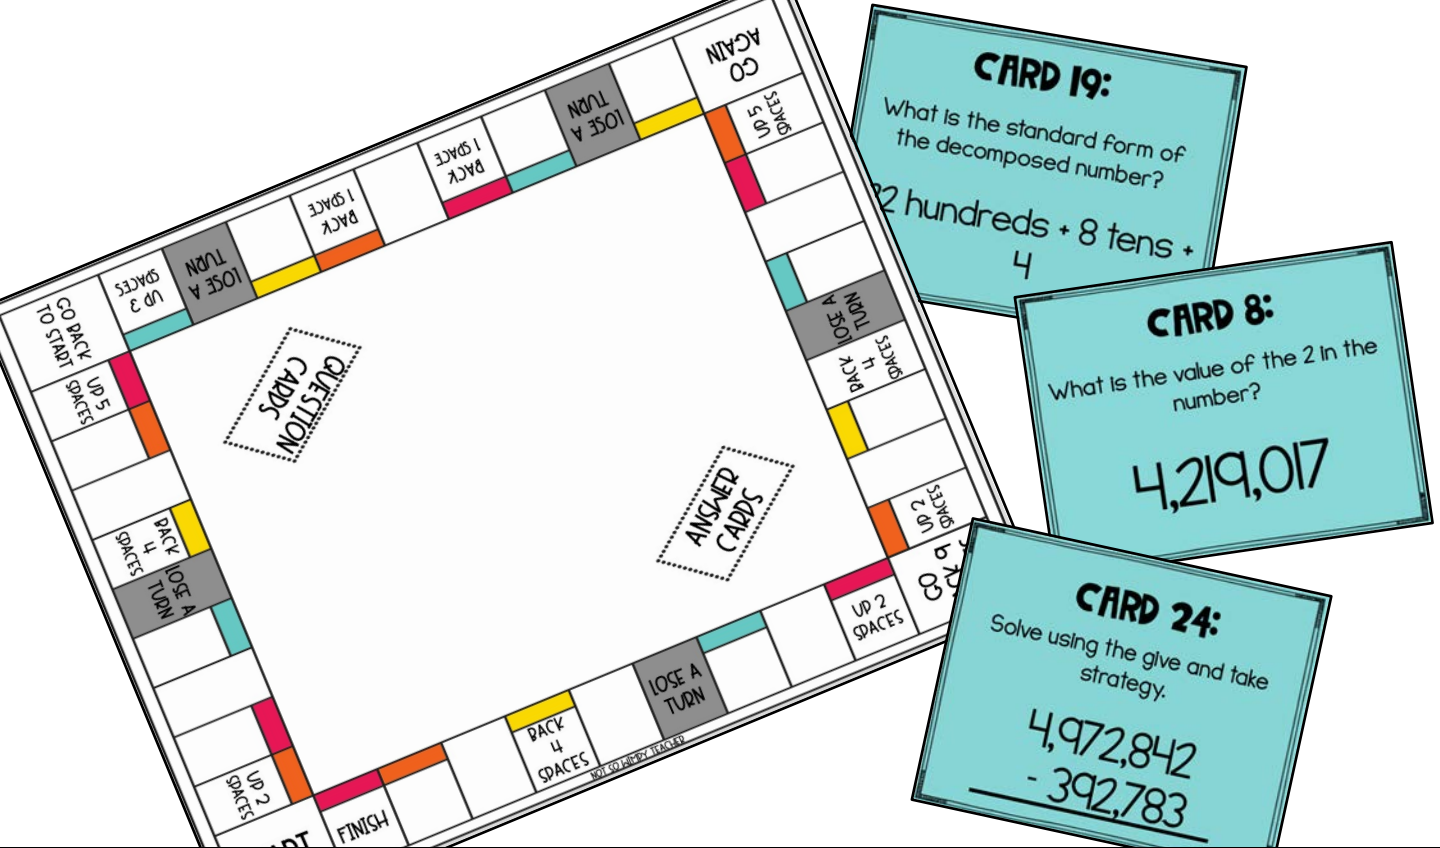 GO
AGAIN
UP 5
SPACES
LOSE A
TURN
BACK
1 SPACE
BACK
1 SPACE
LOSE A
TURN
UP 3
SPACES
GO BACK
TO START
UP 5
SPACES
BACK
4
SPACES
LOSE A
TURN
UP 2
SPACES
FINISH
BACK
4
SPACES
NOT SO WIMPY TEACHER
LOSE A
TURN
UP 2
SPACES
GO
UP 2
SPACES
BACK
4
SPACES
LOSE A
TURN
QUESTION
CARDS
ANSWER
CARDS
CARD 19:
What is the standard form of
the decomposed number?
2 hundreds + 8 tens +
4
CARD 8:
What is the value of the 2 in the
number?
4,219,017
CARD 24:
Solve using the give and take
strategy.
4,972,842
- 392,783